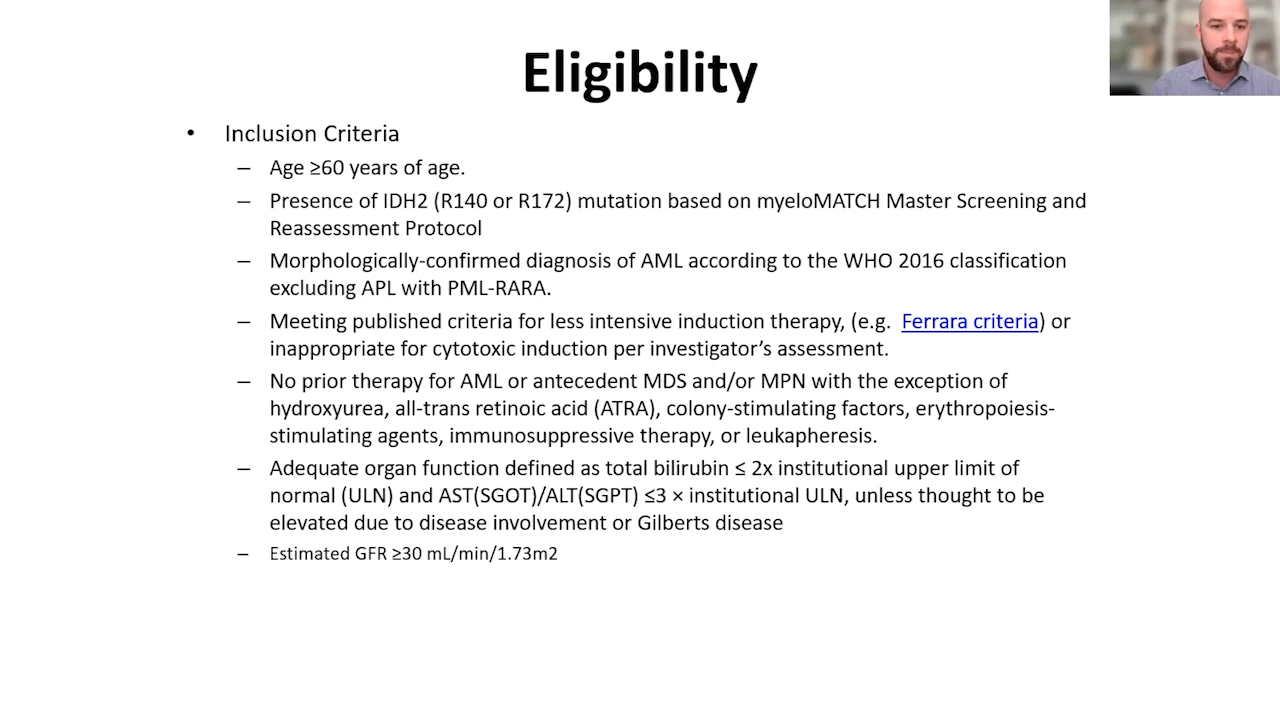 Eligibility
• Inclusion Criteria
– Age ≥60 years of age.
– Presence of IDH2 (R140 or R172) mutation based on myeloMATCH Master Screening and
Reassessment Protocol
– Morphologically-confirmed diagnosis of AML according to the WHO 2016 classification
excluding APL with PML-RARA.
– Meeting published criteria for less intensive induction therapy, (e.g. Ferrara criteria) or
inappropriate for cytotoxic induction per investigator's assessment.
– No prior therapy for AML or antecedent MDS and/or MPN with the exception of
hydroxyurea, all-trans retinoic acid (ATRA), colony-stimulating factors, erythropoiesis-
stimulating agents, immunosuppressive therapy, or leukapheresis.
– Adequate organ function defined as total bilirubin ≤ 2x institutional upper limit of
normal (ULN) and AST(SGOT)/ALT(SGPT) ≤3 × institutional ULN, unless thought to be
elevated due to disease involvement or Gilberts disease
– Estimated GFR ≥30 mL/min/1.73m2